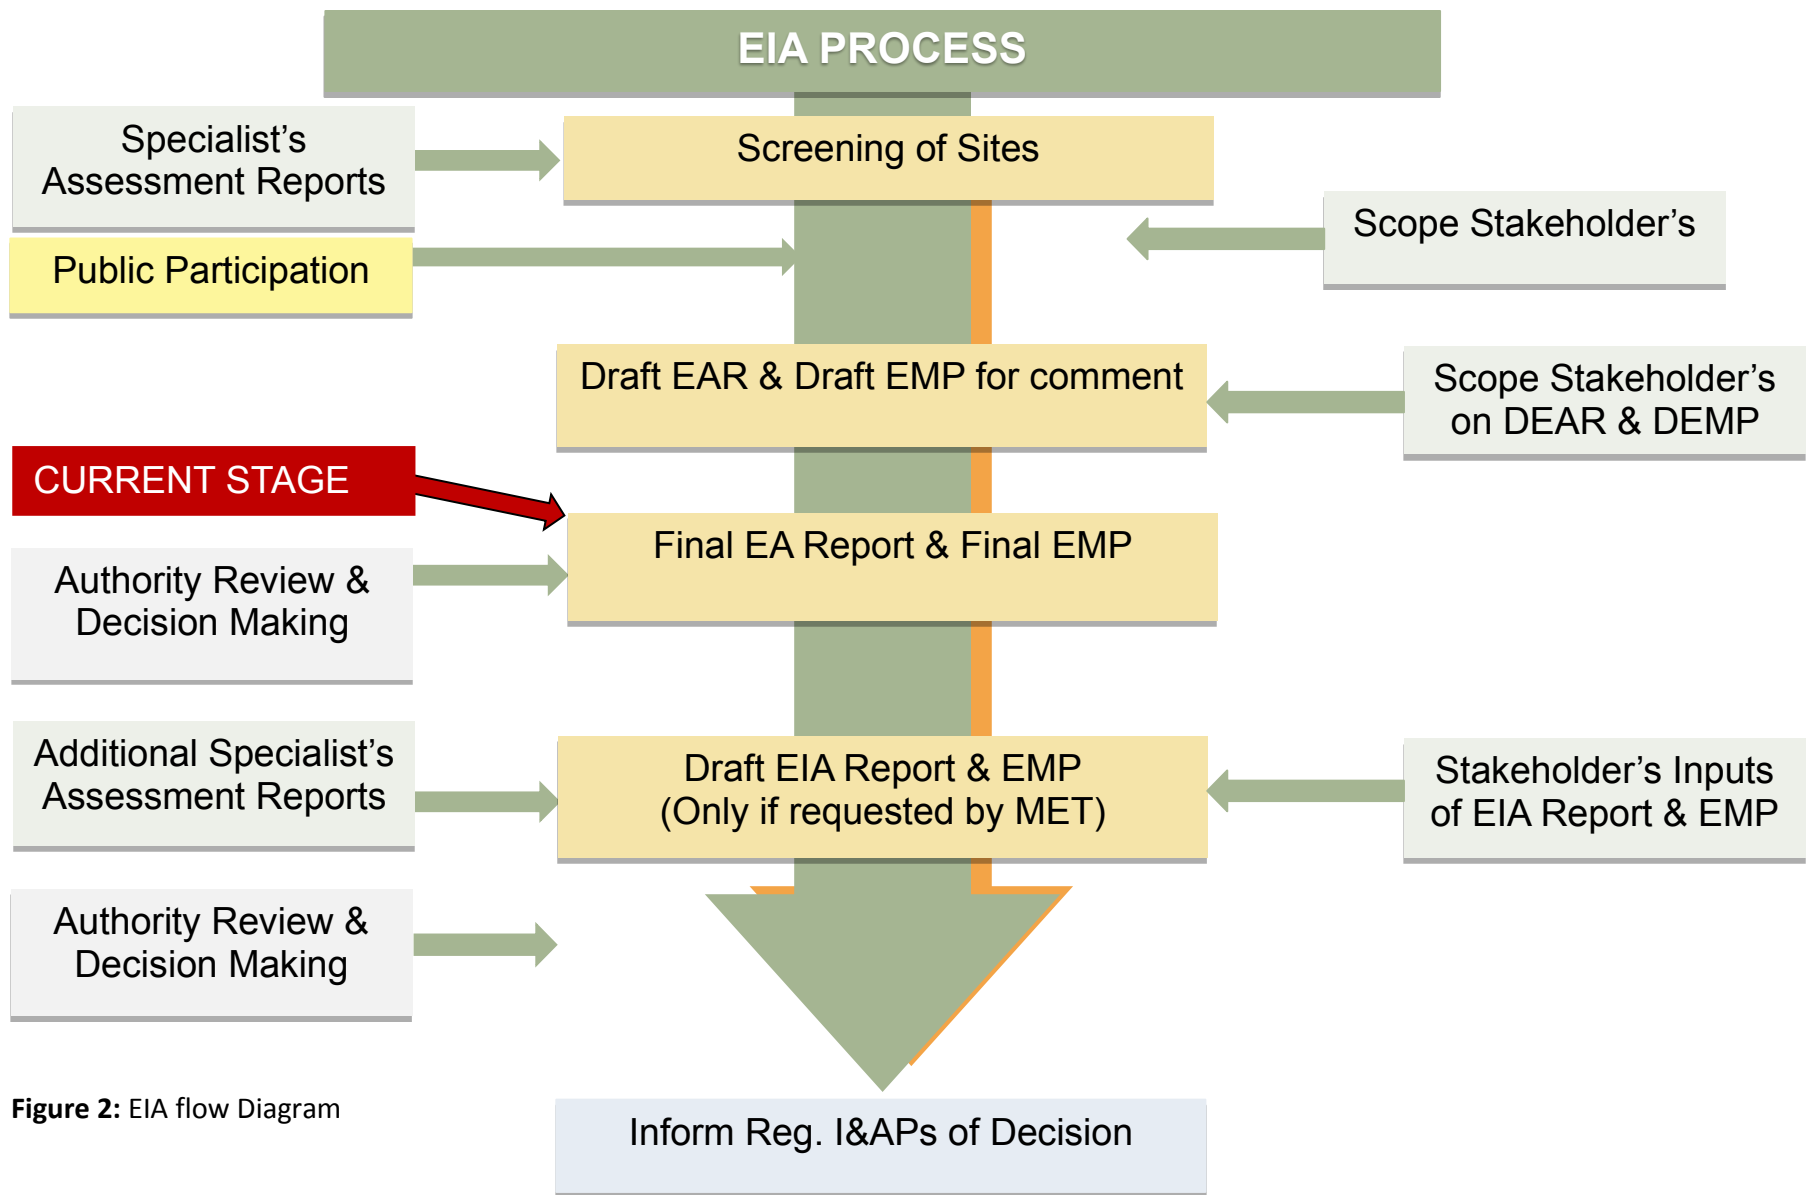 EIA PROCESS
Specialist's
Assessment Reports
Screening of Sites
Scope Stakeholder's
Public Participation
Draft EAR & Draft EMP for comment
Scope Stakeholder's
on DEAR & DEMP
CURRENT STAGE
Final EA Report & Final EMP
Authority Review &
Decision Making
Additional Specialist's
Assessment Reports
Draft EIA Report & EMP
(Only if requested by MET)
Stakeholder's Inputs
of EIA Report & EMP
Authority Review &
Decision Making
Figure 2: EIA flow Diagram
Inform Reg. I&APs of Decision